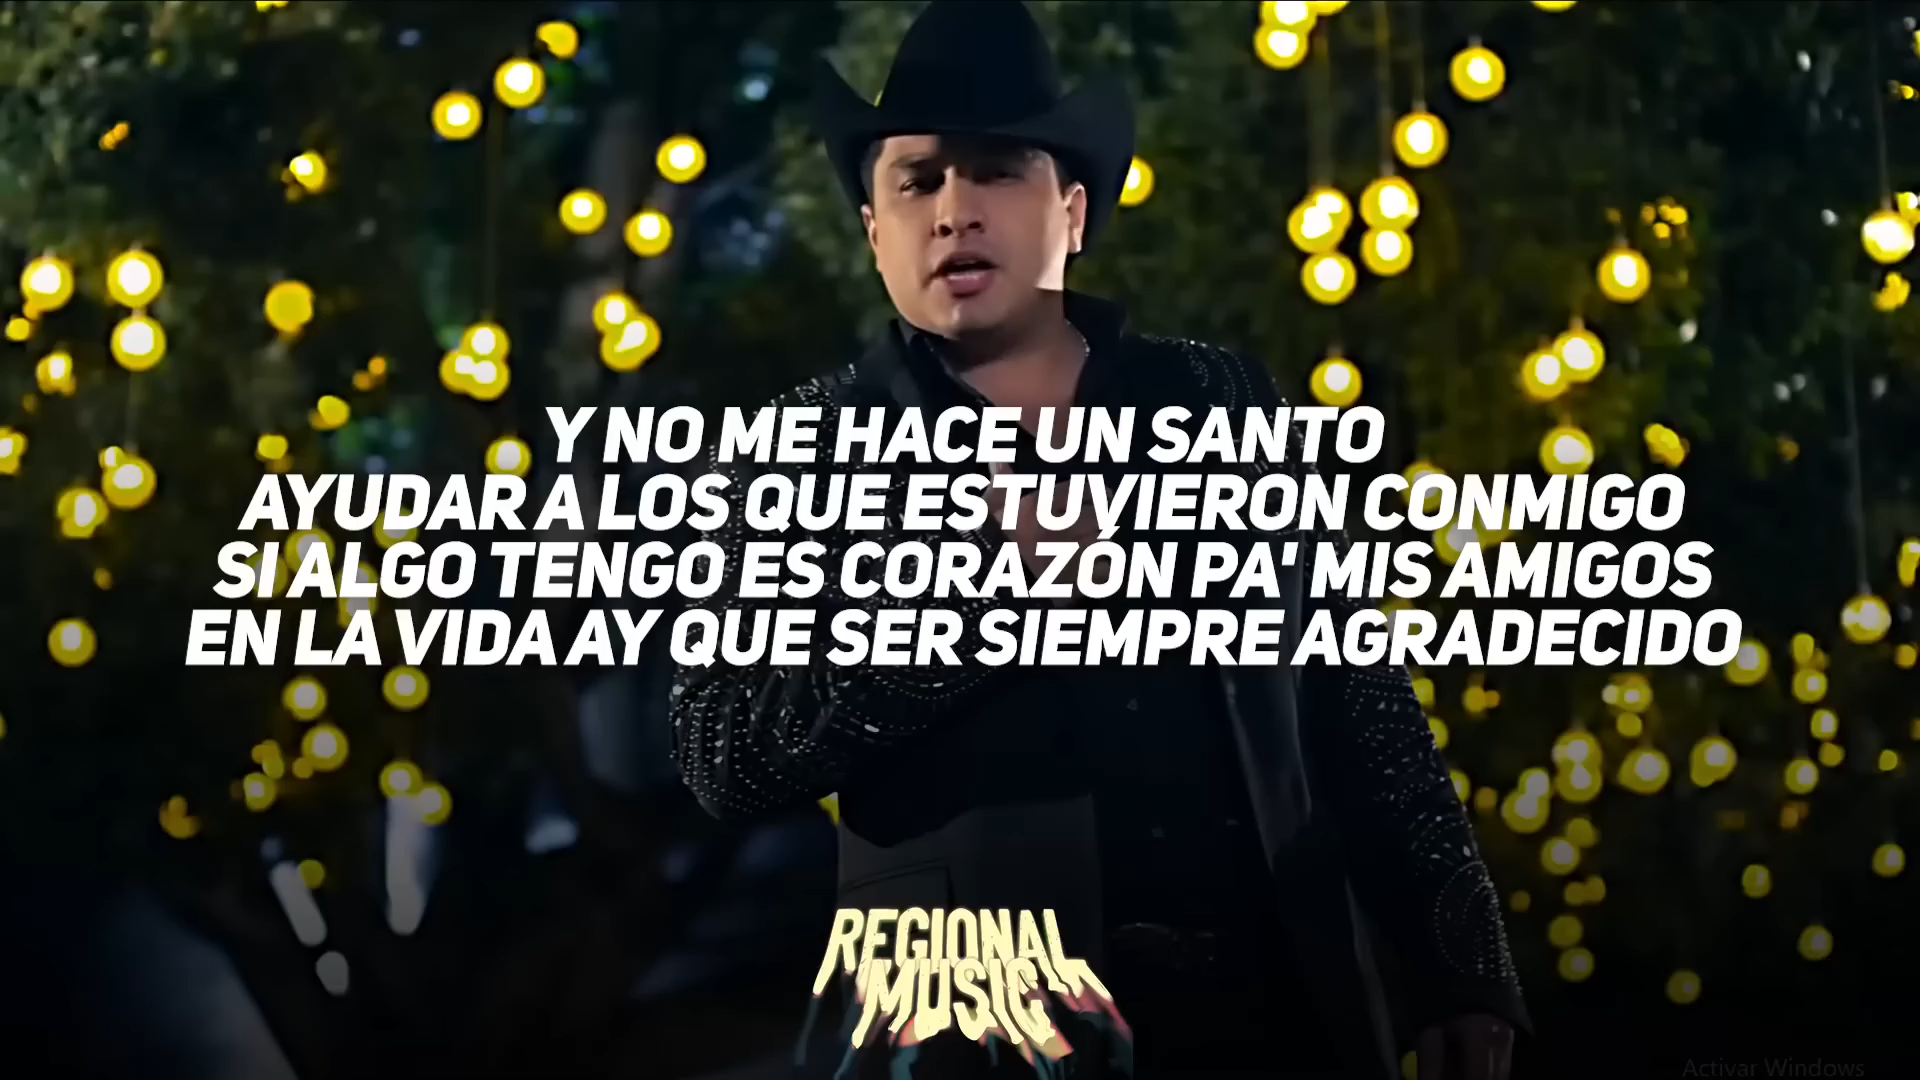 Y NO ME HACE UN SANTO
AYUDAR A LOS QUE ESTUVIERON CONMIGO
SI ALGO TENGO ES CORAZÓN PA' MIS AMIGOS
EN LA VIDA AY QUE SER SIEMPRE AGRADECIDO
REGIONAL
MUSIC
Activar Windows